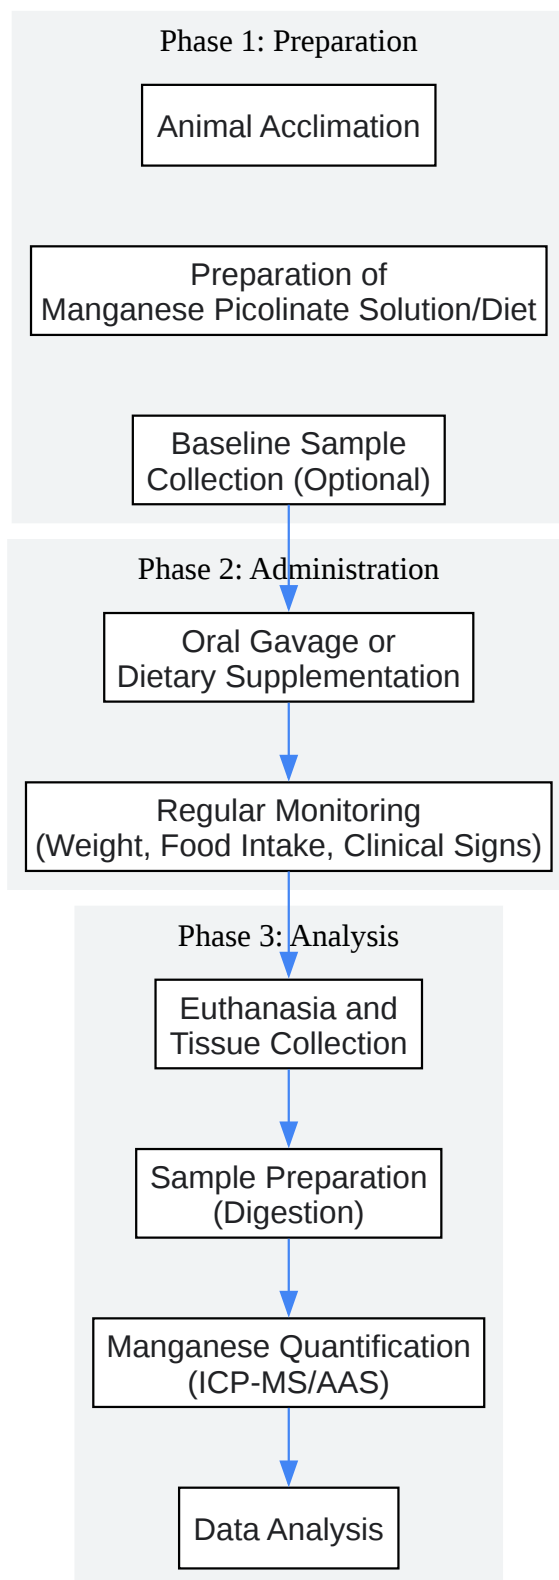 Phase 1: Preparation
Animal Acclimation
Preparation of
Manganese Picolinate Solution/Diet
Baseline Sample
Collection (Optional)
Phase 2: Administration
Oral Gavage or
Dietary Supplementation
Regular Monitoring
(Weight, Food Intake, Clinical Signs)
Phase 3: Analysis
Euthanasia and
Tissue Collection
Sample Preparation
(Digestion)
Manganese Quantification
(ICP-MS/AAS)
Data Analysis